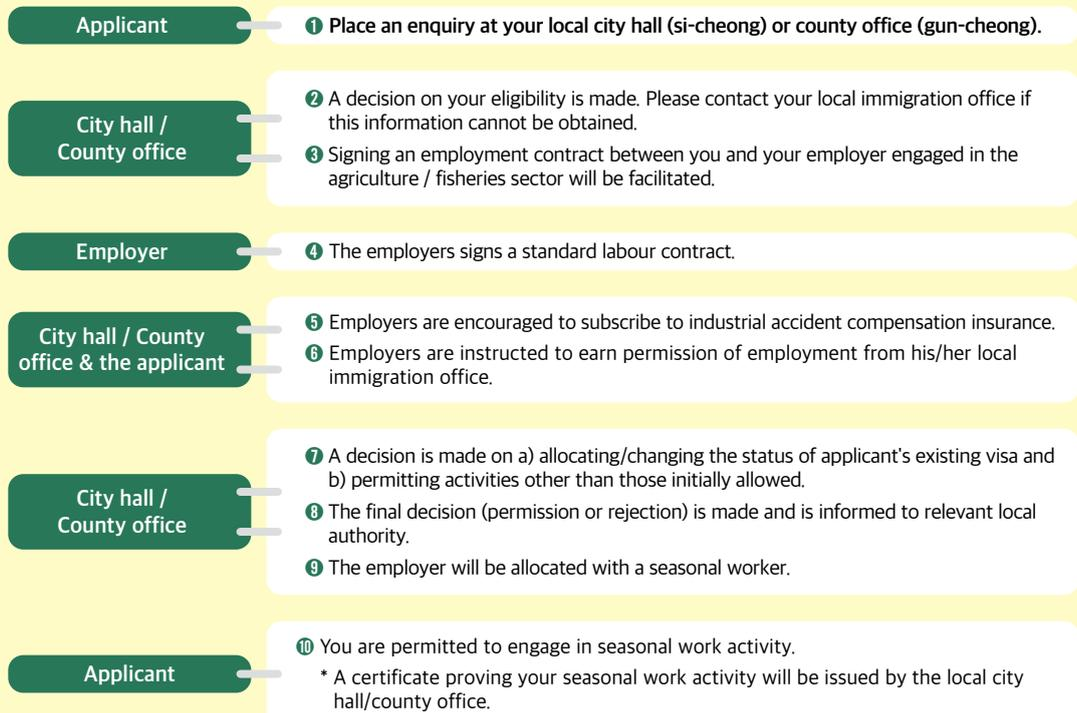 Applicant
❶ Place an enquiry at your local city hall (si-cheong) or county office (gun-cheong).
City hall /
County office
❷ A decision on your eligibility is made. Please contact your local immigration office if
this information cannot be obtained.
❸ Signing an employment contract between you and your employer engaged in the
agriculture / fisheries sector will be facilitated.
Employer
❹ The employers signs a standard labour contract.
City hall / County
office & the applicant
❺ Employers are encouraged to subscribe to industrial accident compensation insurance.
❻ Employers are instructed to earn permission of employment from his/her local
immigration office.
City hall /
County office
❼ A decision is made on a) allocating/changing the status of applicant's existing visa and
b) permitting activities other than those initially allowed.
❽ The final decision (permission or rejection) is made and is informed to relevant local
authority.
❾ The employer will be allocated with a seasonal worker.
Applicant
❿ You are permitted to engage in seasonal work activity.
* A certificate proving your seasonal work activity will be issued by the local city
hall/county office.